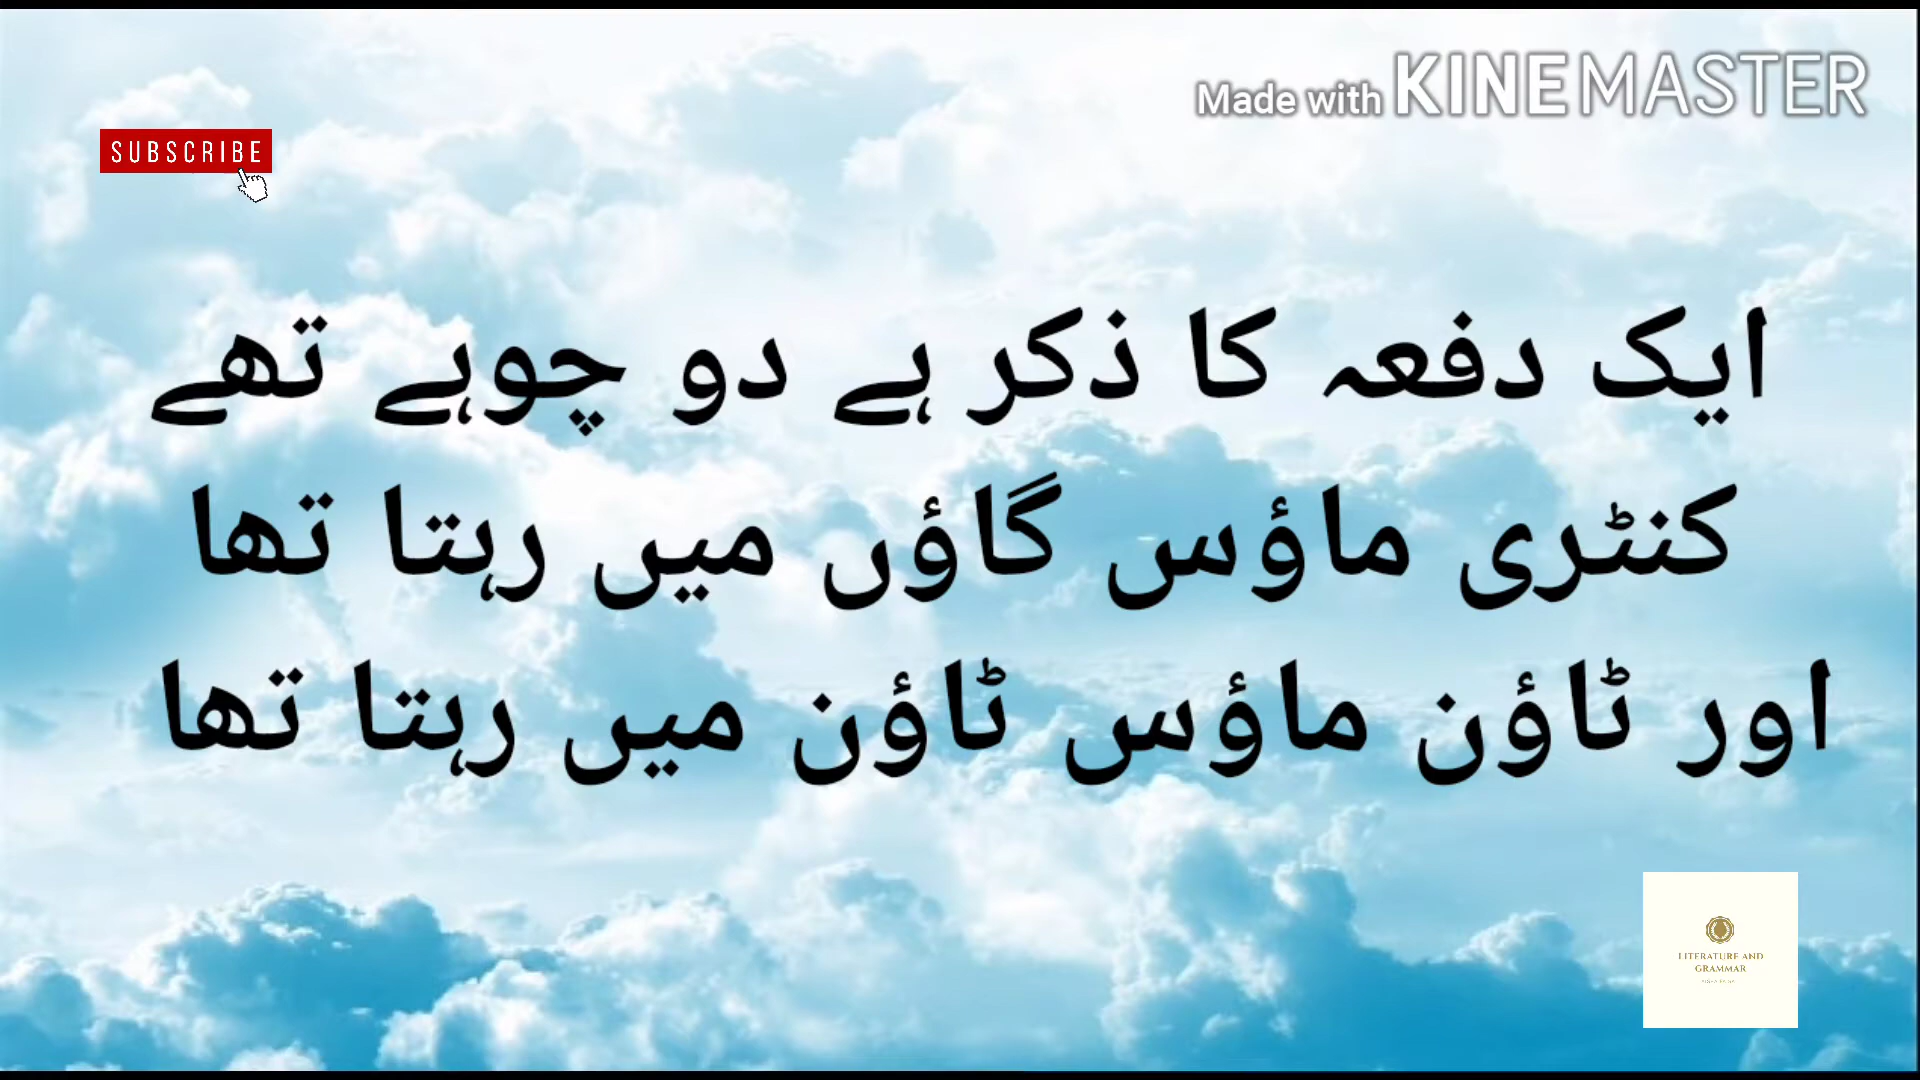 Made with KINEMASTER
SUBSCRIBE
ایک دفعہ کا ذکر ہے دو چوہے تھے
کنٹری ماؤس گاؤں میں رہتا تھا
اور ٹاؤن ماؤس ٹاؤن میں رہتا تھا
LITERATURE AND
GRAMMAR